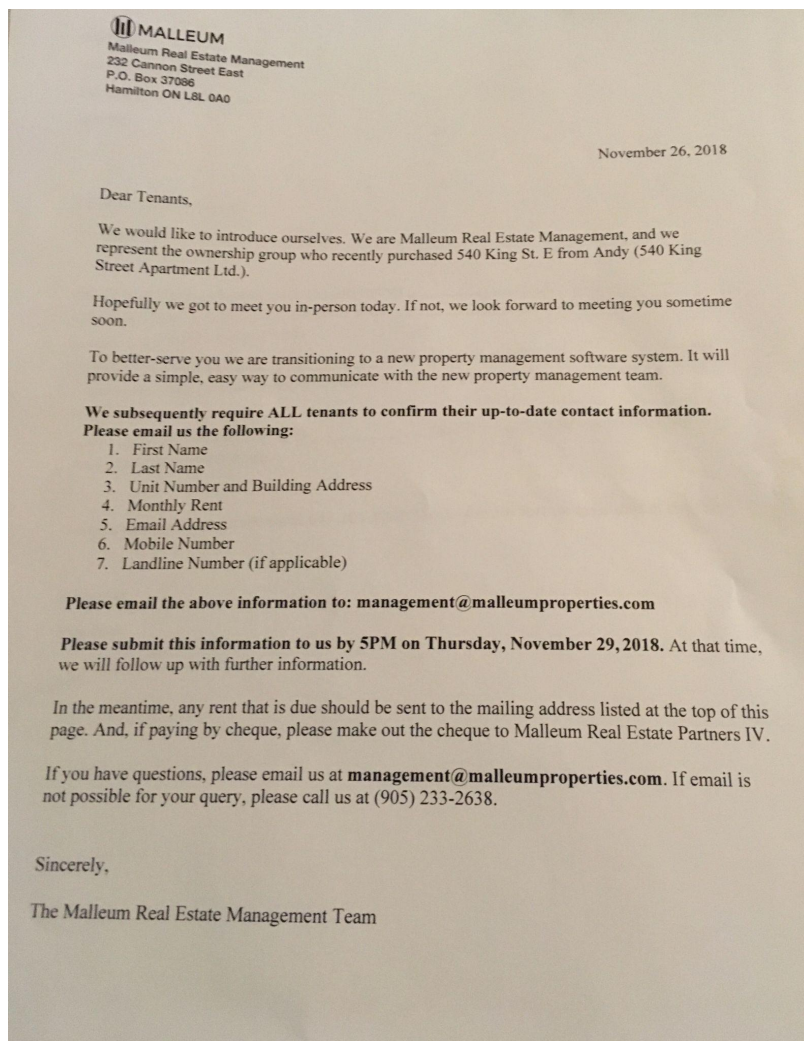 MALLEUM
Malleum Real Estate Management
232 Cannon Street East
P.O. Box 37086
Hamilton ON L8L 0A0
November 26, 2018
Dear Tenants,
We would like to introduce ourselves. We are Malleum Real Estate Management, and we
represent the ownership group who recently purchased 540 King St. E from Andy (540 King
Street Apartment Ltd.).
Hopefully we got to meet you in-person today. If not, we look forward to meeting you sometime
soon.
To better-serve you we are transitioning to a new property management software system. It will
provide a simple, easy way to communicate with the new property management team.
We subsequently require ALL tenants to confirm their up-to-date contact information.
Please email us the following:
1. First Name
2. Last Name
3. Unit Number and Building Address
4. Monthly Rent
5. Email Address
6. Mobile Number
7. Landline Number (if applicable)
Please email the above information to: management@malleumproperties.com
Please submit this information to us by 5PM on Thursday, November 29, 2018. At that time,
we will follow up with further information.
In the meantime, any rent that is due should be sent to the mailing address listed at the top of this
page. And, if paying by cheque, please make out the cheque to Malleum Real Estate Partners IV.
If you have questions, please email us at management@malleumproperties.com. If email is
not possible for your query, please call us at (905) 233-2638.
Sincerely,
The Malleum Real Estate Management Team